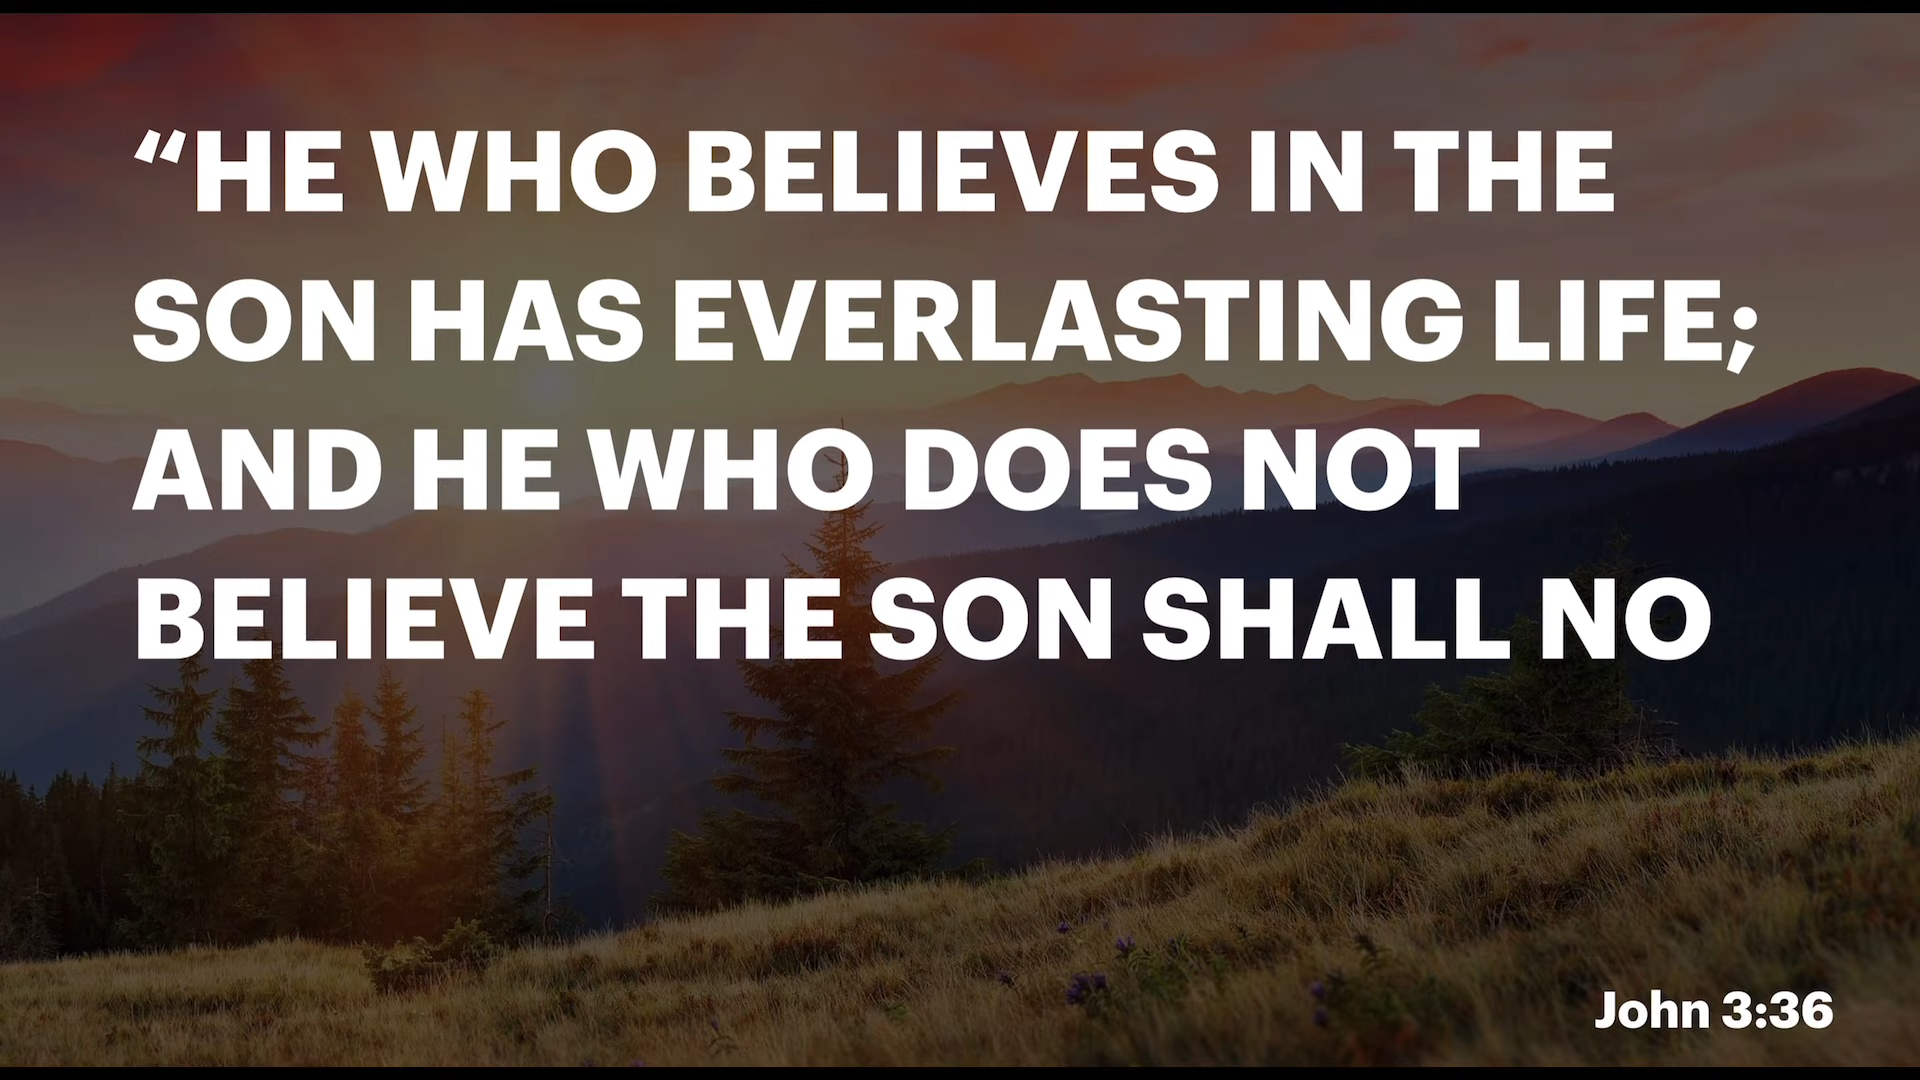 “HE WHO BELIEVES IN THE
SON HAS EVERLASTING LIFE;
AND HE WHO DOES NOT
BELIEVE THE SON SHALL NO
John 3:36